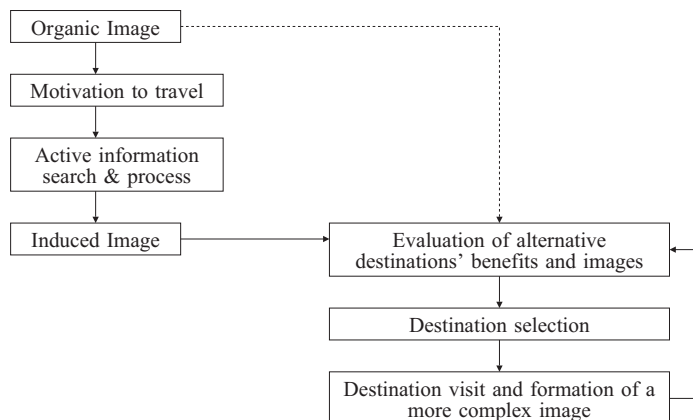 Organic Image
Motivation to travel
Active information
search & process
Induced Image
Evaluation of alternative
destinations’ benefits and images
Destination selection
Destination visit and formation of a
more complex image